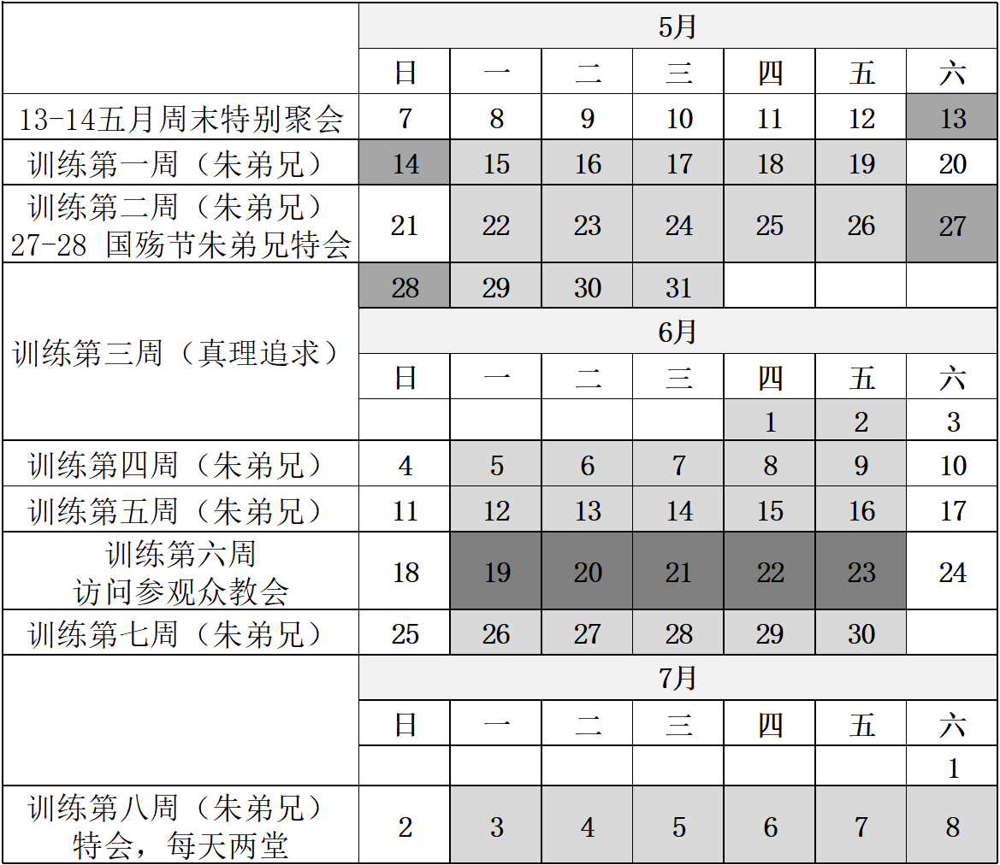 5月
日 一 二 三 四 五 六
13-14五月周末特别聚会 7 8 9 10 11 12 13
训练第一周（朱弟兄） 14 15 16 17 18 19 20
训练第二周（朱弟兄）
27-28 国殇节朱弟兄特会 21 22 23 24 25 26 27
28 29 30 31
训练第三周（真理追求）
6月
日 一 二 三 四 五 六
1 2 3
训练第四周（朱弟兄） 4 5 6 7 8 9 10
训练第五周（朱弟兄） 11 12 13 14 15 16 17
训练第六周
访问参观众教会 18 19 20 21 22 23 24
训练第七周（朱弟兄） 25 26 27 28 29 30
7月
日 一 二 三 四 五 六
1
训练第八周（朱弟兄）
特会，每天两堂 2 3 4 5 6 7 8